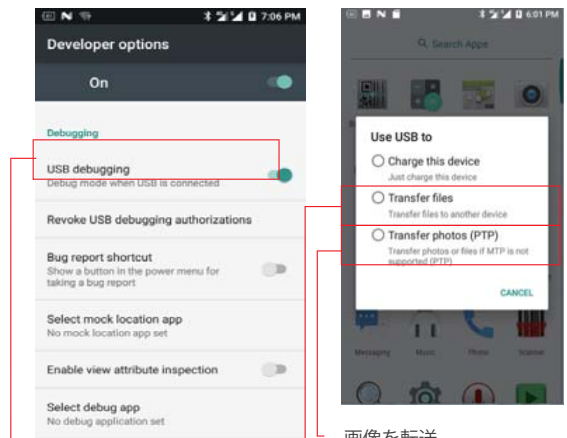 7:06 PM
Developer options
On
Debugging
USB debugging
Debug mode when USB is connected
Revoke USB debugging authorizations
Bug report shortcut
Show a button in the power menu for
taking a bug report
Select mock location app
No mock location app set
Enable view attribute inspection
Select debug app
No debug application set
6:01 PM
Search Apps
Use USB to
Charge this device
Just charge this device
Transfer files
Transfer files to another device
Transfer photos (PTP)
Transfer photos or files if MTP is not
supported (PTP)
CANCEL
Messaging Music Phone Scanner
画像を転送